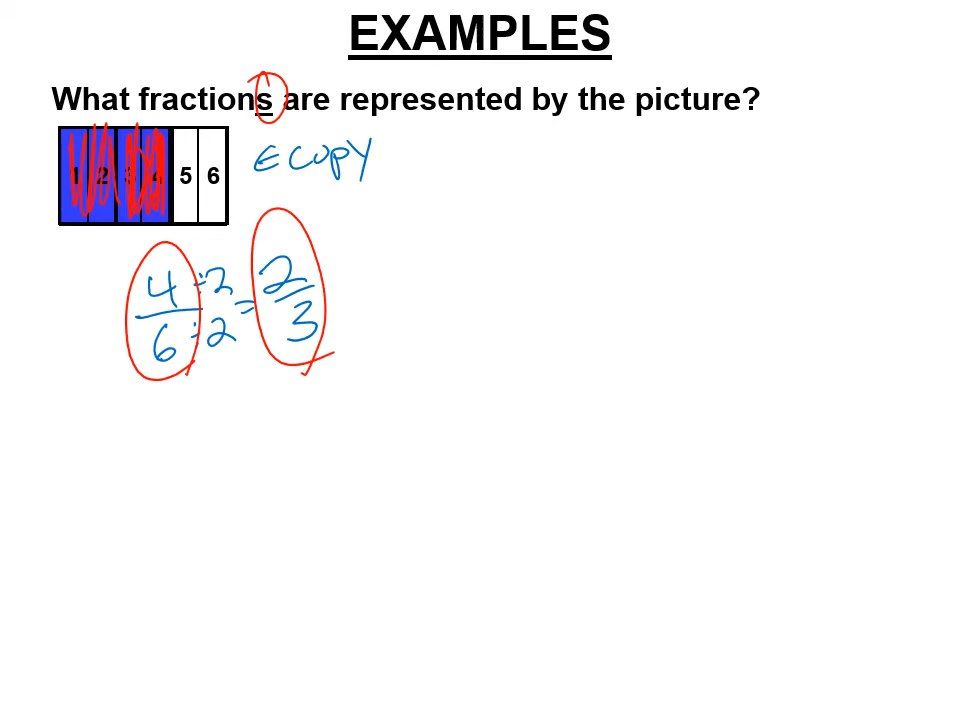 EXAMPLES
What fractions are represented by the picture?
1 2 3 4 5 6
∈ COPY
4/6 ÷2/÷2 = 2/3